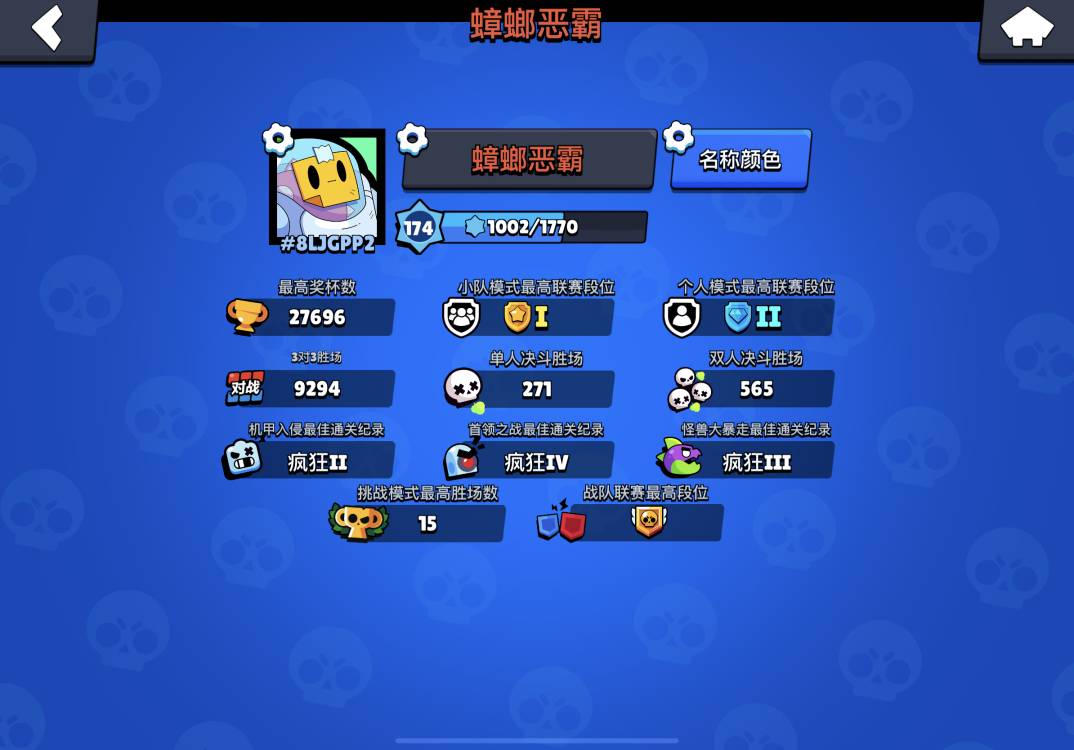 蟑螂恶霸
蟑螂恶霸
名称颜色
174
1002/1770
#8LJGPP2
最高奖杯数
小队模式最高联赛段位
个人模式最高联赛段位
27696
I
II
3对3胜场
单人决斗胜场
双人决斗胜场
对战
9294
271
565
机甲入侵最佳通关纪录
首领之战最佳通关纪录
怪兽大暴走最佳通关纪录
疯狂II
疯狂IV
疯狂III
挑战模式最高胜场数
战队联赛最高段位
15